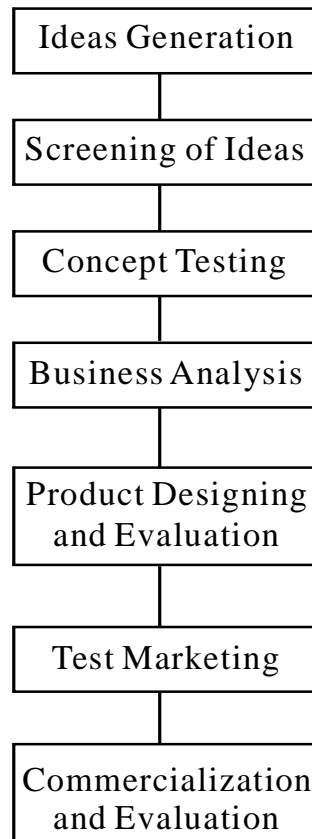 Ideas Generation
Screening of Ideas
Concept Testing
Business Analysis
Product Designing
and Evaluation
Test Marketing
Commercialization
and Evaluation